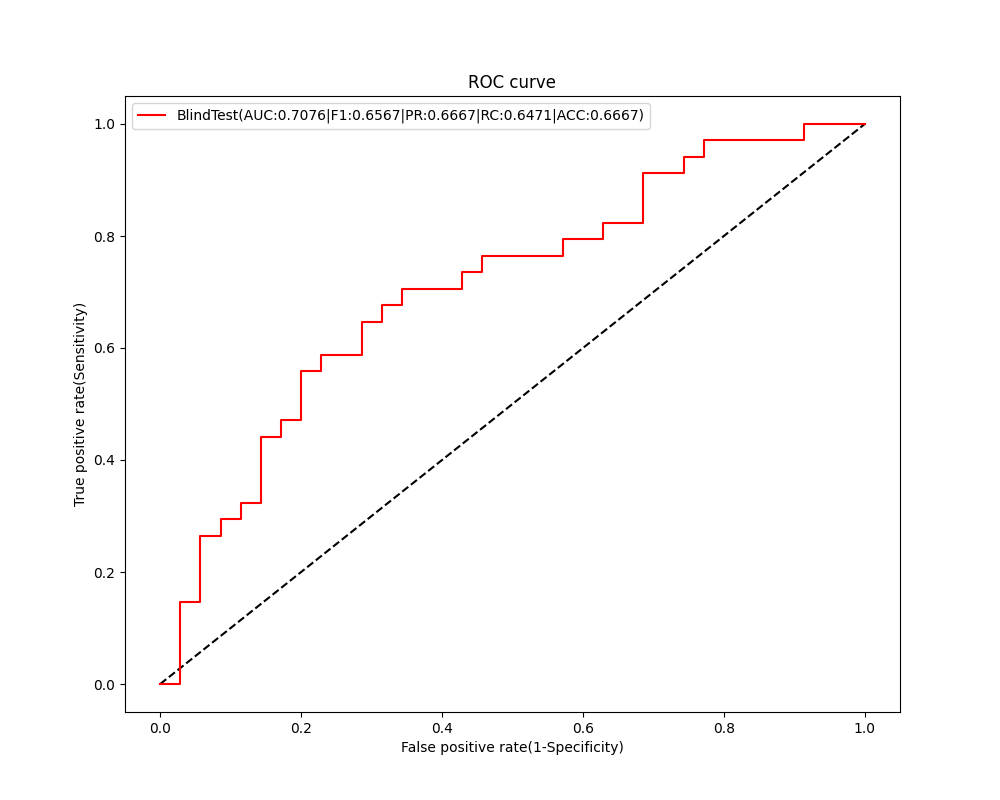 ROC curve
BlindTest(AUC:0.7076|F1:0.6567|PR:0.6667|RC:0.6471|ACC:0.6667)
1.0
0.8
0.6
0.4
0.2
0.0
True positive rate(Sensitivity)
0.0 0.2 0.4 0.6 0.8 1.0
False positive rate(1-Specificity)